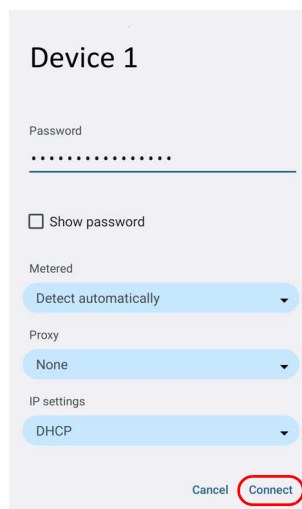 Device 1
Password
••••••••••••••••
Show password
Metered
Detect automatically
Proxy
None
IP settings
DHCP
Cancel Connect